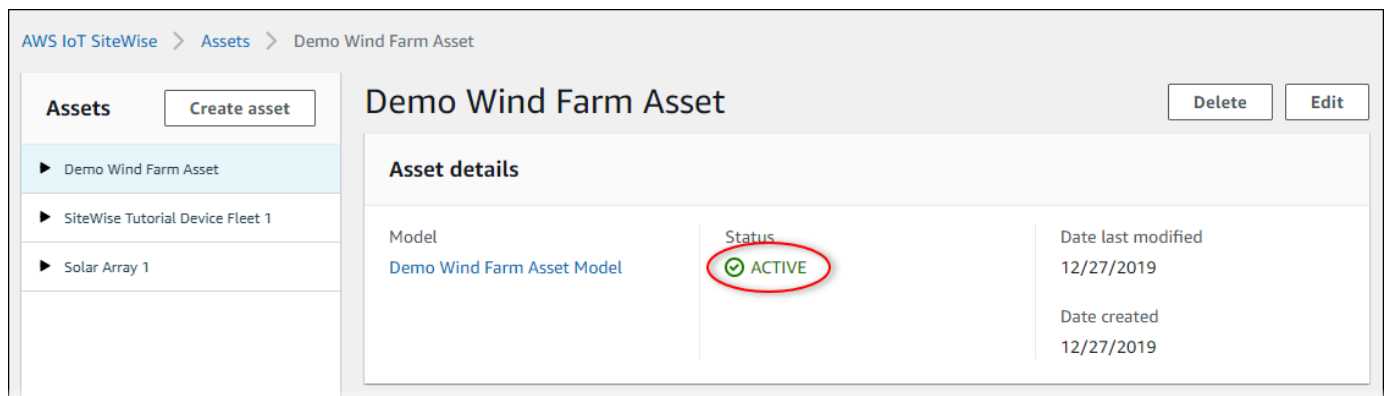 AWS IoT SiteWise > Assets > Demo Wind Farm Asset
Assets
Create asset
Demo Wind Farm Asset
SiteWise Tutorial Device Fleet 1
Solar Array 1
Demo Wind Farm Asset
Delete
Edit
Asset details
Model
Demo Wind Farm Asset Model
Status
ACTIVE
Date last modified
12/27/2019
Date created
12/27/2019